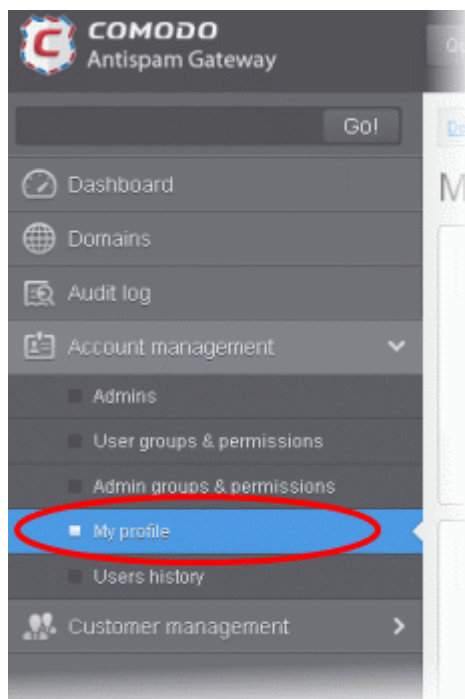 COMODO
Antispam Gateway
Go!
Dashboard
Domains
Audit log
Account management
Admins
User groups & permissions
Admin groups & permissions
My profile
Users history
Customer management